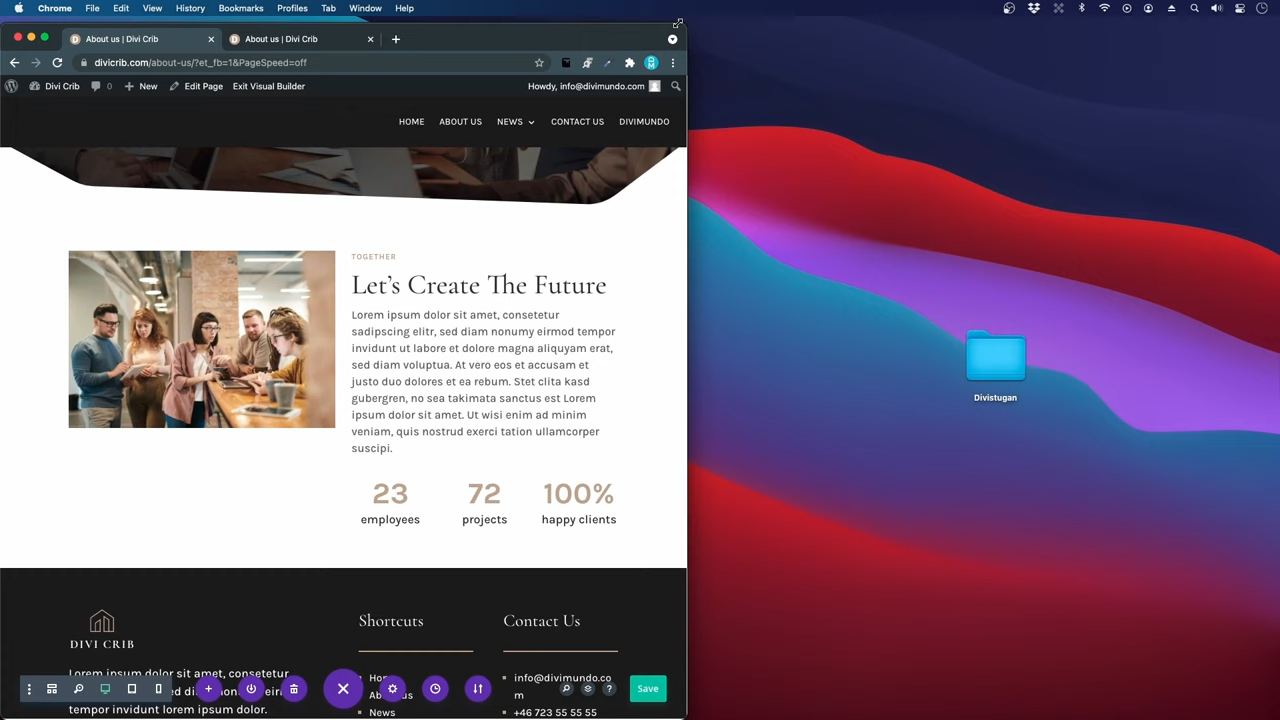 Chrome File Edit View History Bookmarks Profiles Tab Window Help
About us | Divi Crib
About us | Divi Crib
divicrib.com/about-us/?et_fb=1&PageSpeed=off
Divi Crib 0 New Edit Page Exit Visual Builder Howdy, info@divimundo.com
HOME ABOUT US NEWS CONTACT US DIVIMUNDO
TOGETHER
Let's Create The Future
Lorem ipsum dolor sit amet, consetetur
sadipscing elitr, sed diam nonumy eirmod tempor
invidunt ut labore et dolore magna aliquyam erat,
sed diam voluptua. At vero eos et accusam et
justo duo dolores et ea rebum. Stet clita kasd
gubergren, no sea takimata sanctus est Lorem
ipsum dolor sit amet. Ut wisi enim ad minim
veniam, quis nostrud exerci tation ullamcorper
suscipi.
23 72 100%
employees projects happy clients
Divistugan
DIVI CRIB
Lorem ipsum dolor sit amet, consetetur
tempor invidunt lorem ipsum dolor.
Shortcuts
News
Contact Us
info@divimundo.co
m
+46 723 55 55 55
Save